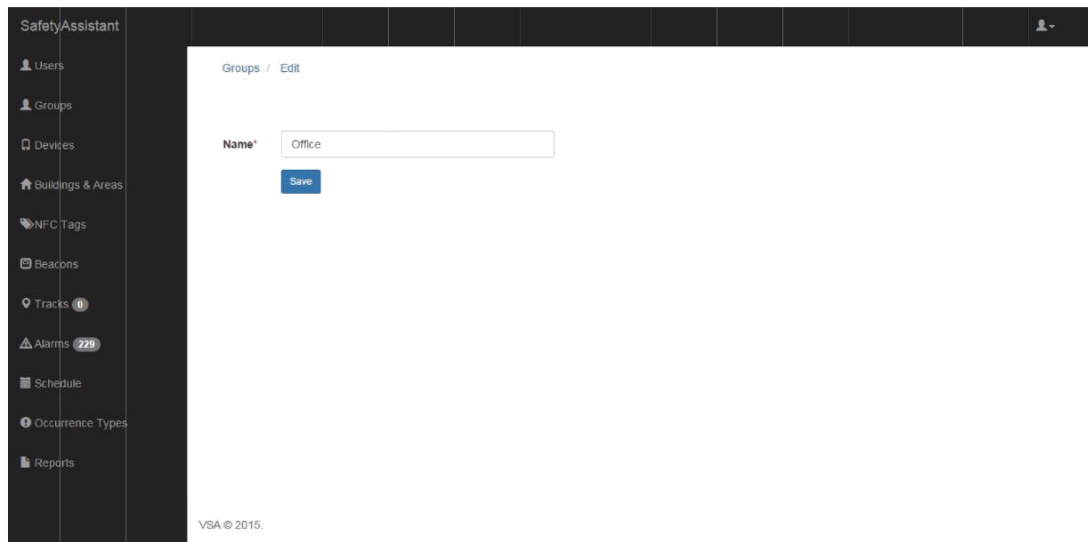 SafetyAssistant
Users
Groups
Devices
Buildings & Areas
NFC Tags
Beacons
Tracks 0
Alarms 229
Schedule
Occurrence Types
Reports
Groups / Edit
Name* Office
Save
VSA © 2015.